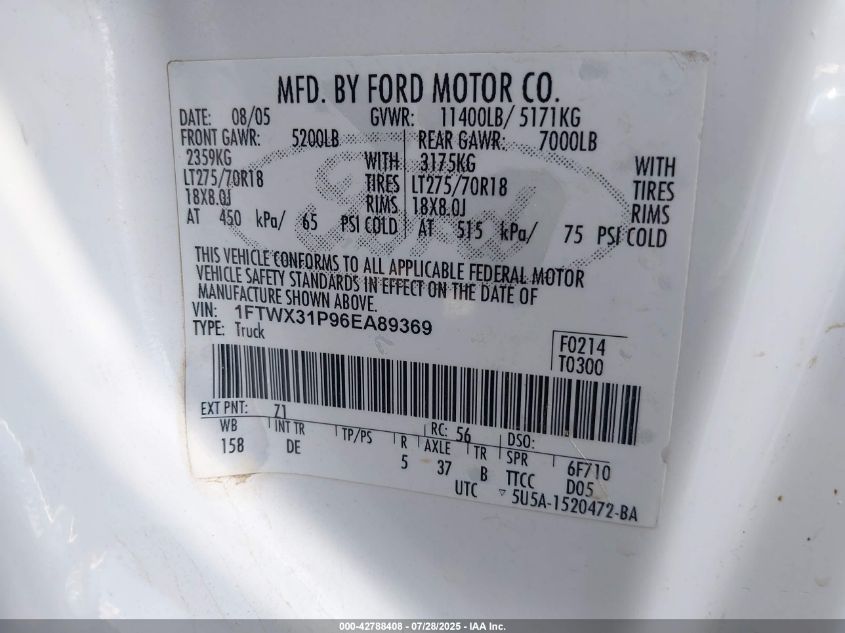 MFD. BY FORD MOTOR CO.
DATE: 08/05 GVWR: 11400LB/ 5171KG
FRONT GAWR: 5200LB REAR GAWR: 7000LB
2359KG WITH 3175KG WITH
LT275/70R18 TIRES LT275/70R18 TIRES
18X8.0J RIMS 18X8.0J RIMS
AT 450 kPa/ 65 PSI COLD AT 515 kPa/ 75 PSI COLD
Ford
THIS VEHICLE CONFORMS TO ALL APPLICABLE FEDERAL MOTOR
VEHICLE SAFETY STANDARDS IN EFFECT ON THE DATE OF
MANUFACTURE SHOWN ABOVE.
VIN: 1FTWX31P96EA89369
TYPE: Truck
F0214
T0300
EXT PNT: 71 RC: 56 DSO:
WB INT TR TP/PS R AXLE TR SPR 6F710
158 DE 5 37 B TTCC D05
UTC 5U5A-1520472-BA
000-42788408 - 07/28/2025 - IAA Inc.